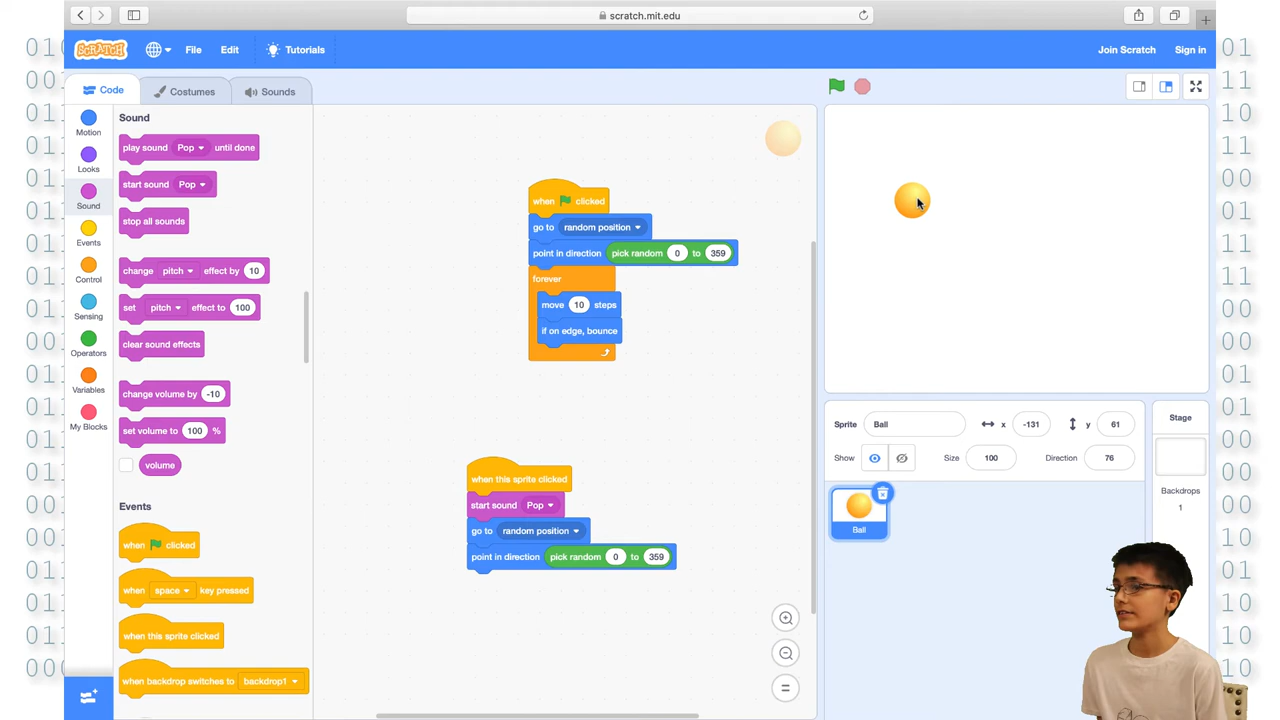 scratch.mit.edu
SCRATCH
File
Edit
Tutorials
Join Scratch
Sign in
Code
Costumes
Sounds
Motion
Looks
Sound
Events
Control
Sensing
Operators
Variables
My Blocks
Sound
play sound Pop until done
start sound Pop
stop all sounds
change pitch effect by 10
set pitch effect to 100
clear sound effects
change volume by -10
set volume to 100 %
volume
Events
when clicked
when space key pressed
when this sprite clicked
when backdrop switches to backdrop1
when clicked
go to random position
point in direction pick random 0 to 359
forever
move 10 steps
if on edge, bounce
when this sprite clicked
start sound Pop
go to random position
point in direction pick random 0 to 359
Sprite Ball x -131 y 61
Show Size 100 Direction 76
Ball
Stage
Backdrops
1